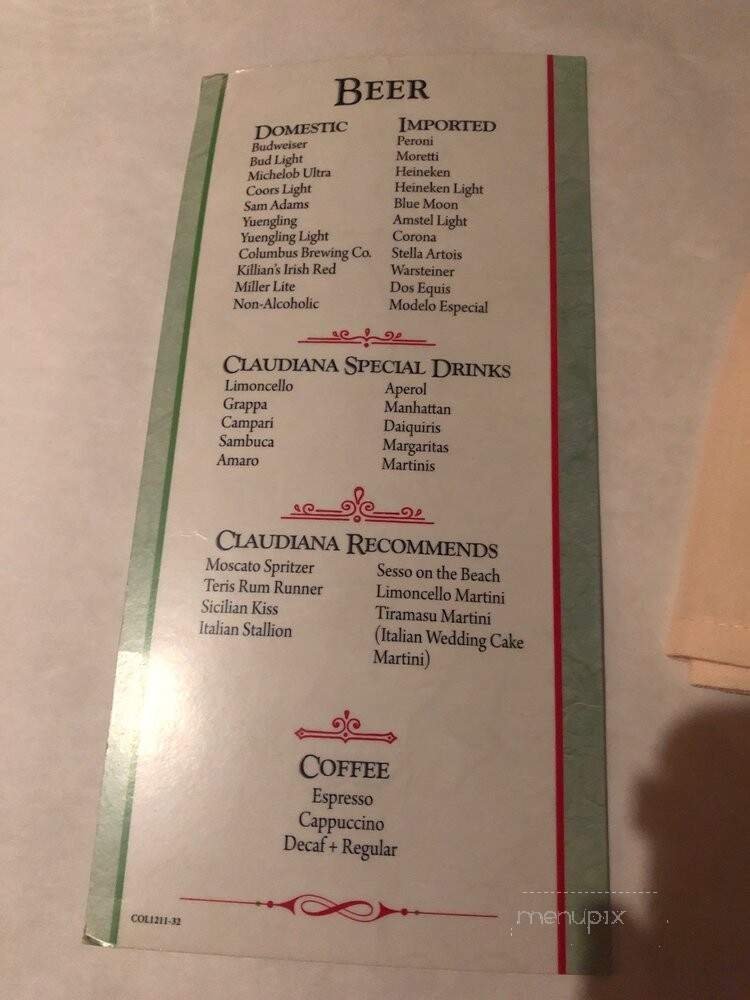 BEER
DOMESTIC
Budweiser
Bud Light
Michelob Ultra
Coors Light
Sam Adams
Yuengling
Yuengling Light
Columbus Brewing Co.
Killian's Irish Red
Miller Lite
Non-Alcoholic
IMPORTED
Peroni
Moretti
Heineken
Heineken Light
Blue Moon
Amstel Light
Corona
Stella Artois
Warsteiner
Dos Equis
Modelo Especial
CLAUDIANA SPECIAL DRINKS
Limoncello
Grappa
Campari
Sambuca
Amaro
Aperol
Manhattan
Daiquiris
Margaritas
Martinis
CLAUDIANA RECOMMENDS
Moscato Spritzer
Teris Rum Runner
Sicilian Kiss
Italian Stallion
Sesso on the Beach
Limoncello Martini
Tiramasu Martini
(Italian Wedding Cake
Martini)
COFFEE
Espresso
Cappuccino
Decaf + Regular
COL1211-32
menupix